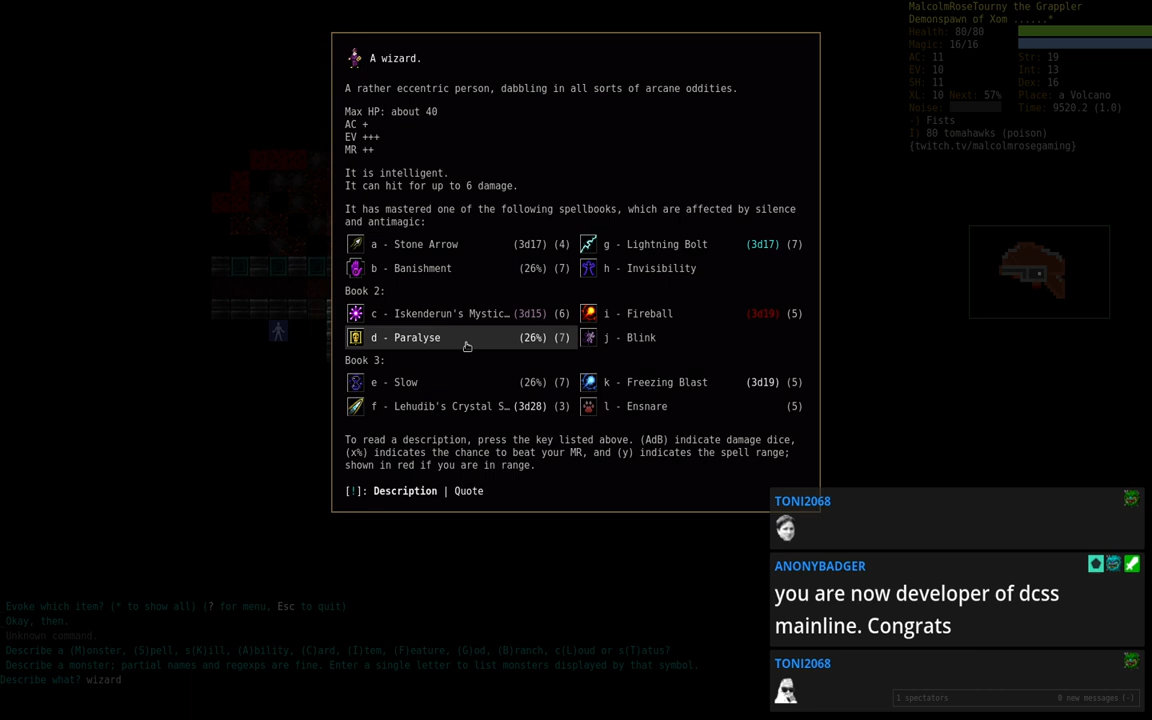 MalcolmRoseTourny the Grappler
Demonspawn of Xom ......*
Health: 80/80
Magic: 16/16
AC: 11 Str: 19
EV: 10 Int: 13
SH: 11 Dex: 16
XL: 10 Next: 57% Place: a Volcano
Noise: Time: 9520.2 (1.0)
-) Fists
I) 80 tomahawks (poison)
{twitch.tv/malcolmrosegaming}
A wizard.
A rather eccentric person, dabbling in all sorts of arcane oddities.
Max HP: about 40
AC +
EV +++
MR ++
It is intelligent.
It can hit for up to 6 damage.
It has mastered one of the following spellbooks, which are affected by silence
and antimagic:
a - Stone Arrow (3d17) (4) g - Lightning Bolt (3d17) (7)
b - Banishment (26%) (7) h - Invisibility
Book 2:
c - Iskenderun's Mystic… (3d15) (6) i - Fireball (3d19) (5)
d - Paralyse (26%) (7) j - Blink
Book 3:
e - Slow (26%) (7) k - Freezing Blast (3d19) (5)
f - Lehudib's Crystal S… (3d28) (3) l - Ensnare (5)
To read a description, press the key listed above. (AdB) indicate damage dice,
(x%) indicates the chance to beat your MR, and (y) indicates the spell range;
shown in red if you are in range.
[!]: Description | Quote
Evoke which item? (* to show all) (? for menu, Esc to quit)
Okay, then.
Unknown command.
Describe a (M)onster, (S)pell, s(K)ill, (A)bility, (C)ard, (I)tem, (F)eature, (G)od, (B)ranch, c(L)oud or s(T)atus?
Describe a monster; partial names and regexps are fine. Enter a single letter to list monsters displayed by that symbol.
Describe what? wizard
TONI2068
ANONYBADGER
you are now developer of dcss
mainline. Congrats
TONI2068
1 spectators 0 new messages (-)